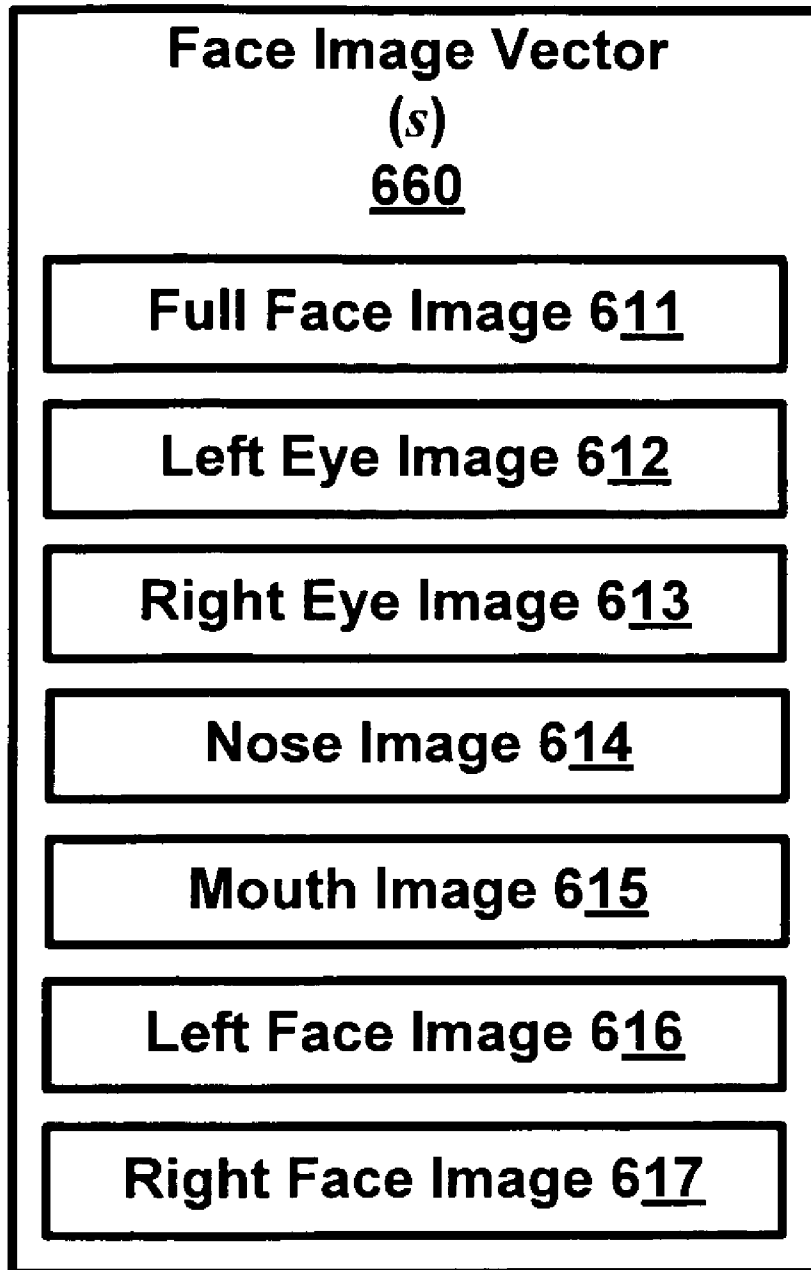 Face Image Vector
(s)
660
Full Face Image 611
Left Eye Image 612
Right Eye Image 613
Nose Image 614
Mouth Image 615
Left Face Image 616
Right Face Image 617